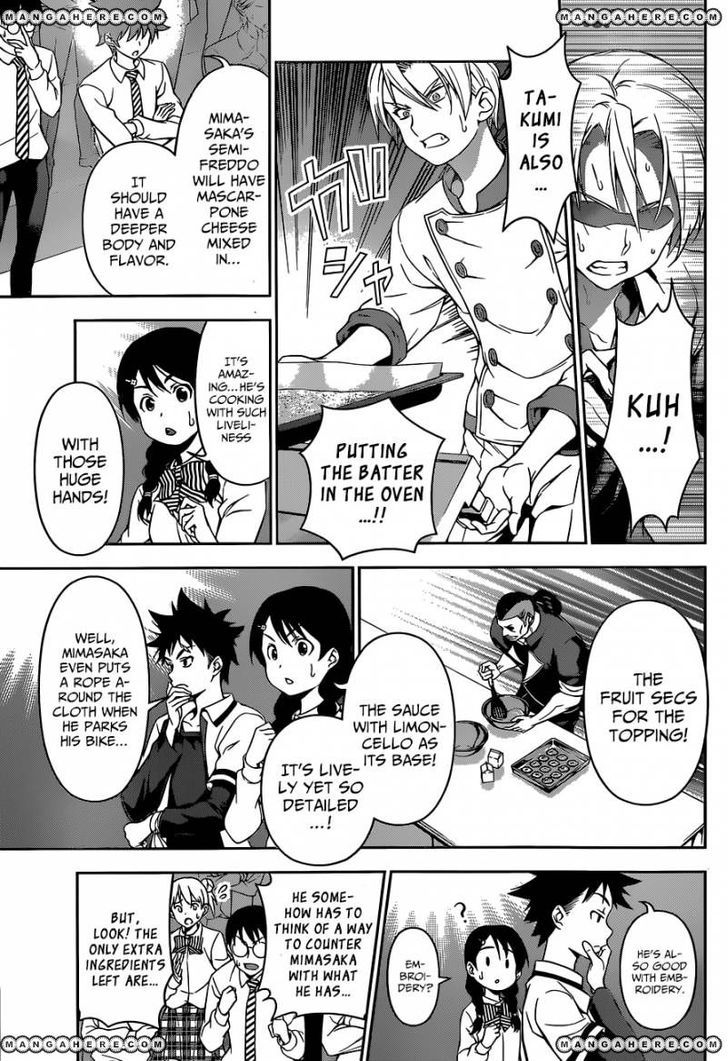 MANGAHERE.COM
MANGAHERE.COM
TA-
KUMI
IS
ALSO
...
KUH
...!
PUTTING
THE BATTER
IN THE OVEN
...!!
ガッ
シャ
MIMA-
SAKA'S
SEMI-
FREDDO
WILL HAVE
MASCAR-
PONE
CHEESE
MIXED
IN...
IT
SHOULD
HAVE A
DEEPER
BODY AND
FLAVOR.
IT'S
AMAZ-
ING...HE'S
COOKING
WITH SUCH
LIVELI-
NESS
WITH
THOSE
HUGE
HANDS!
THE
FRUIT SECS
FOR THE
TOPPING!
THE SAUCE
WITH LIMON-
CELLO AS
ITS BASE!
IT'S LIVE-
LY YET SO
DETAILED
...!
WELL,
MIMASAKA
EVEN PUTS
A ROPE A-
ROUND THE
CLOTH WHEN
HE PARKS
HIS BIKE...
HE'S AL-
SO GOOD
WITH EMB-
ROIDERY.
?
EM-
BROI-
DERY?
HE SOME-
HOW HAS TO
THINK OF A WAY
TO COUNTER
MIMASAKA
WITH WHAT
HE HAS...
BUT,
LOOK! THE
ONLY EXTRA
INGREDIENTS
LEFT ARE...
MANGAHERE.COM
MANGAHERE.COM